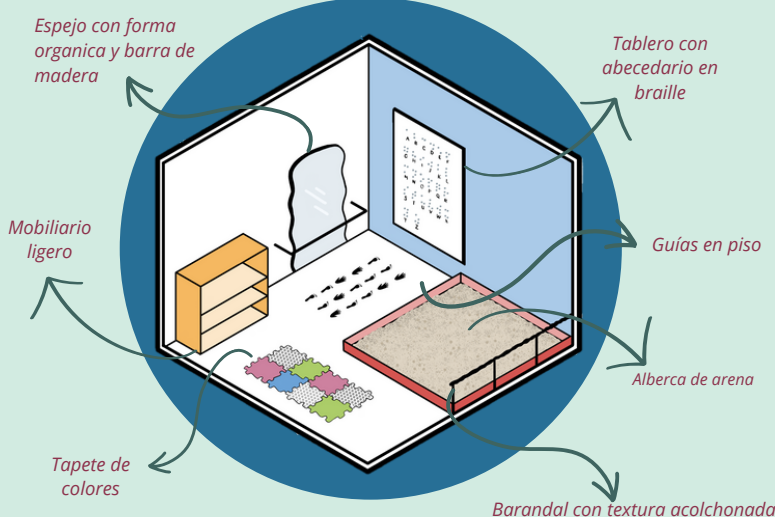 Espejo con forma
organica y barra de
madera
Tablero con
abecedario en
braille
Mobiliario
ligero
Guías en piso
Alberca de arena
Tapete de
colores
Barandal con textura acolchonada